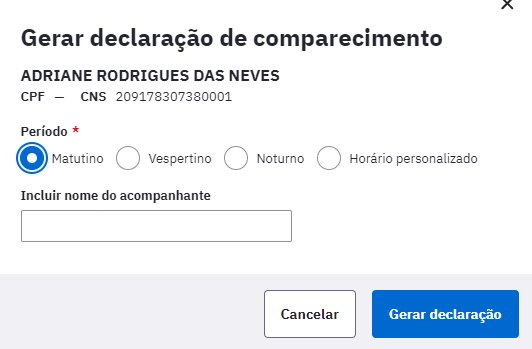 Gerar declaração de comparecimento
ADRIANE RODRIGUES DAS NEVES
CPF — CNS 209178307380001
Período *
Matutino Vespertino Noturno Horário personalizado
Incluir nome do acompanhante
Cancelar Gerar declaração